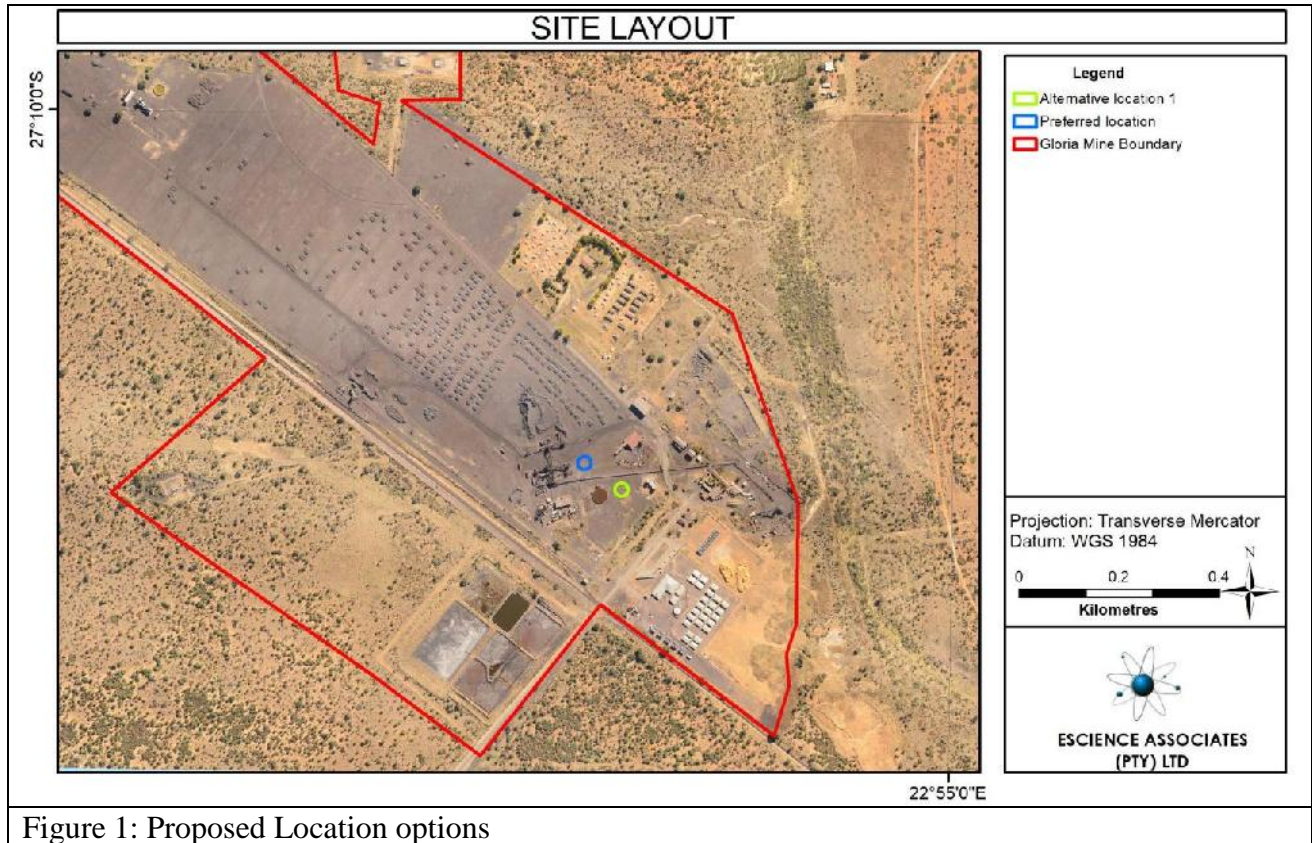 SITE LAYOUT
27°10'0"S
Legend
Alternative location 1
Preferred location
Gloria Mine Boundary
Projection: Transverse Mercator
Datum: WGS 1984
N
0 0.2 0.4
Kilometres
ESCIENCE ASSOCIATES
(PTY) LTD
22°55'0"E
Figure 1: Proposed Location options